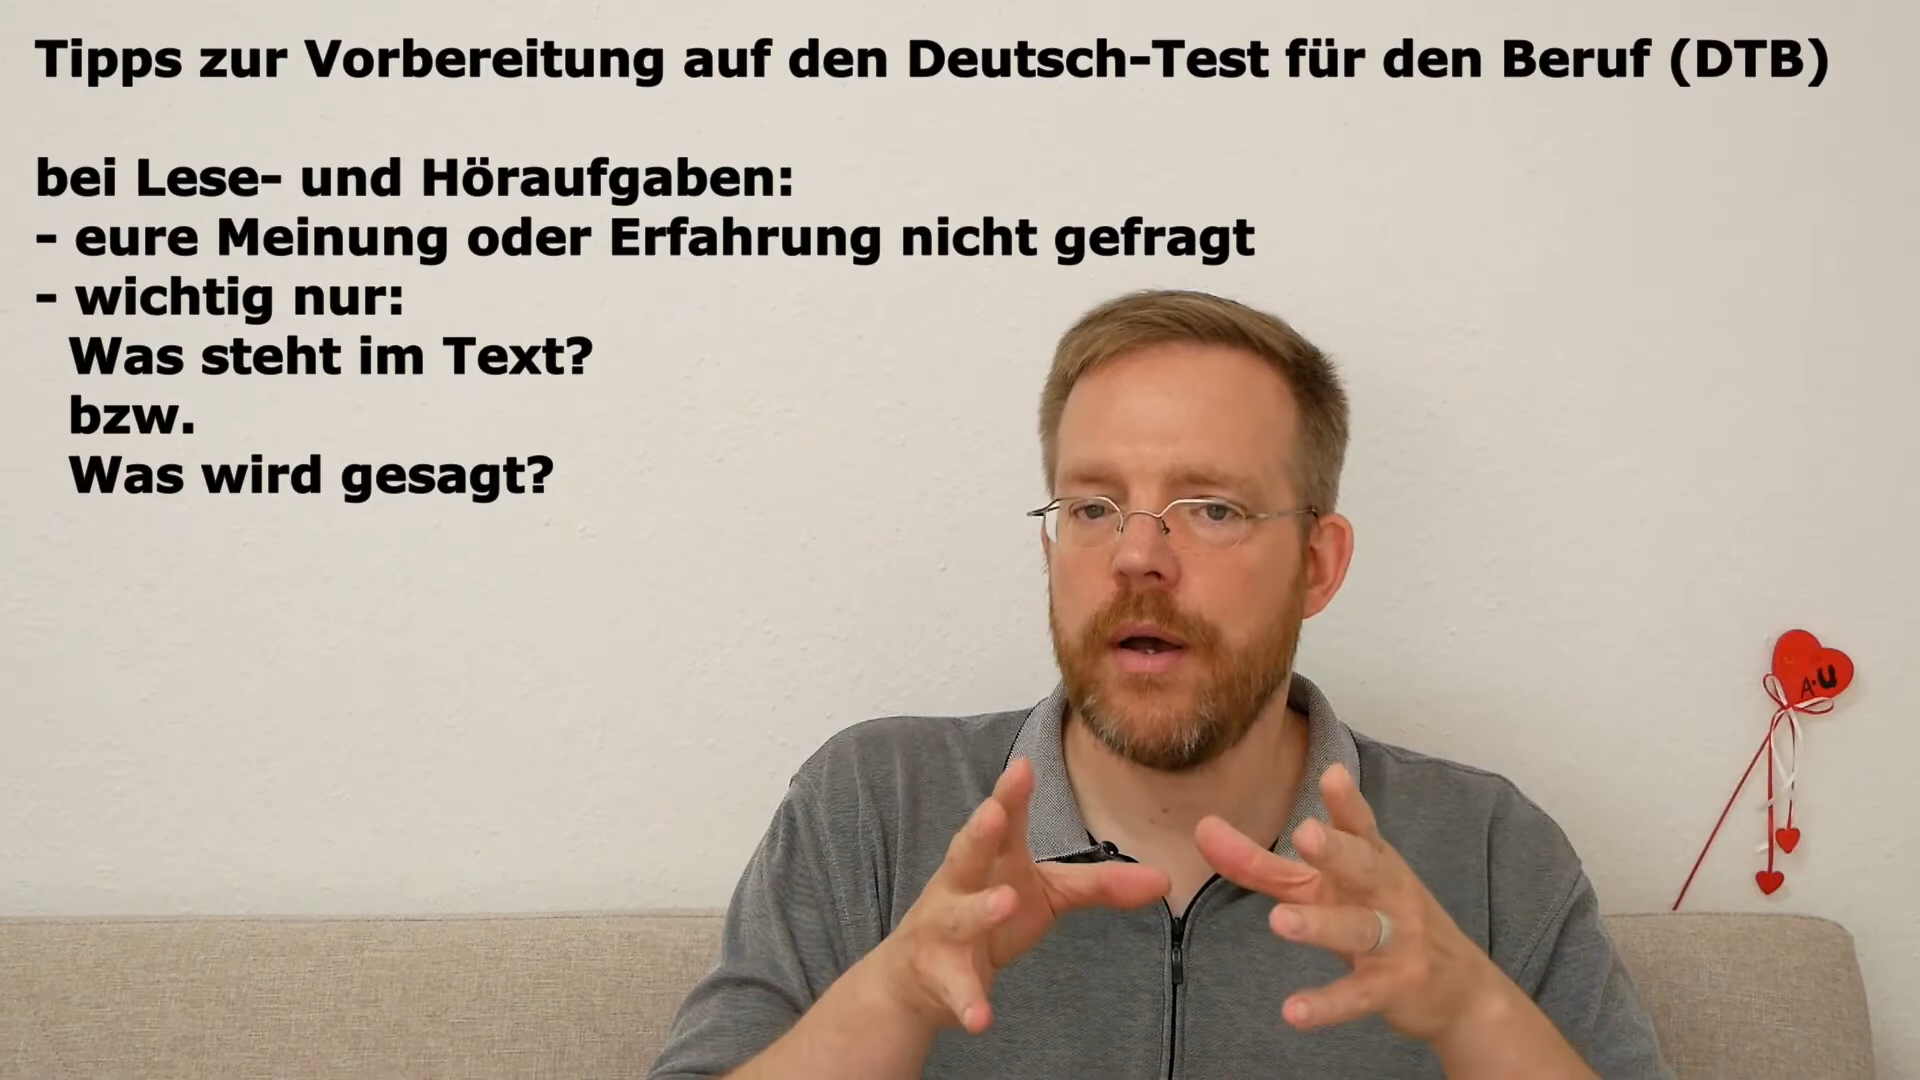 Tipps zur Vorbereitung auf den Deutsch-Test für den Beruf (DTB)
bei Lese- und Höraufgaben:
- eure Meinung oder Erfahrung nicht gefragt
- wichtig nur:
Was steht im Text?
bzw.
Was wird gesagt?
A·U